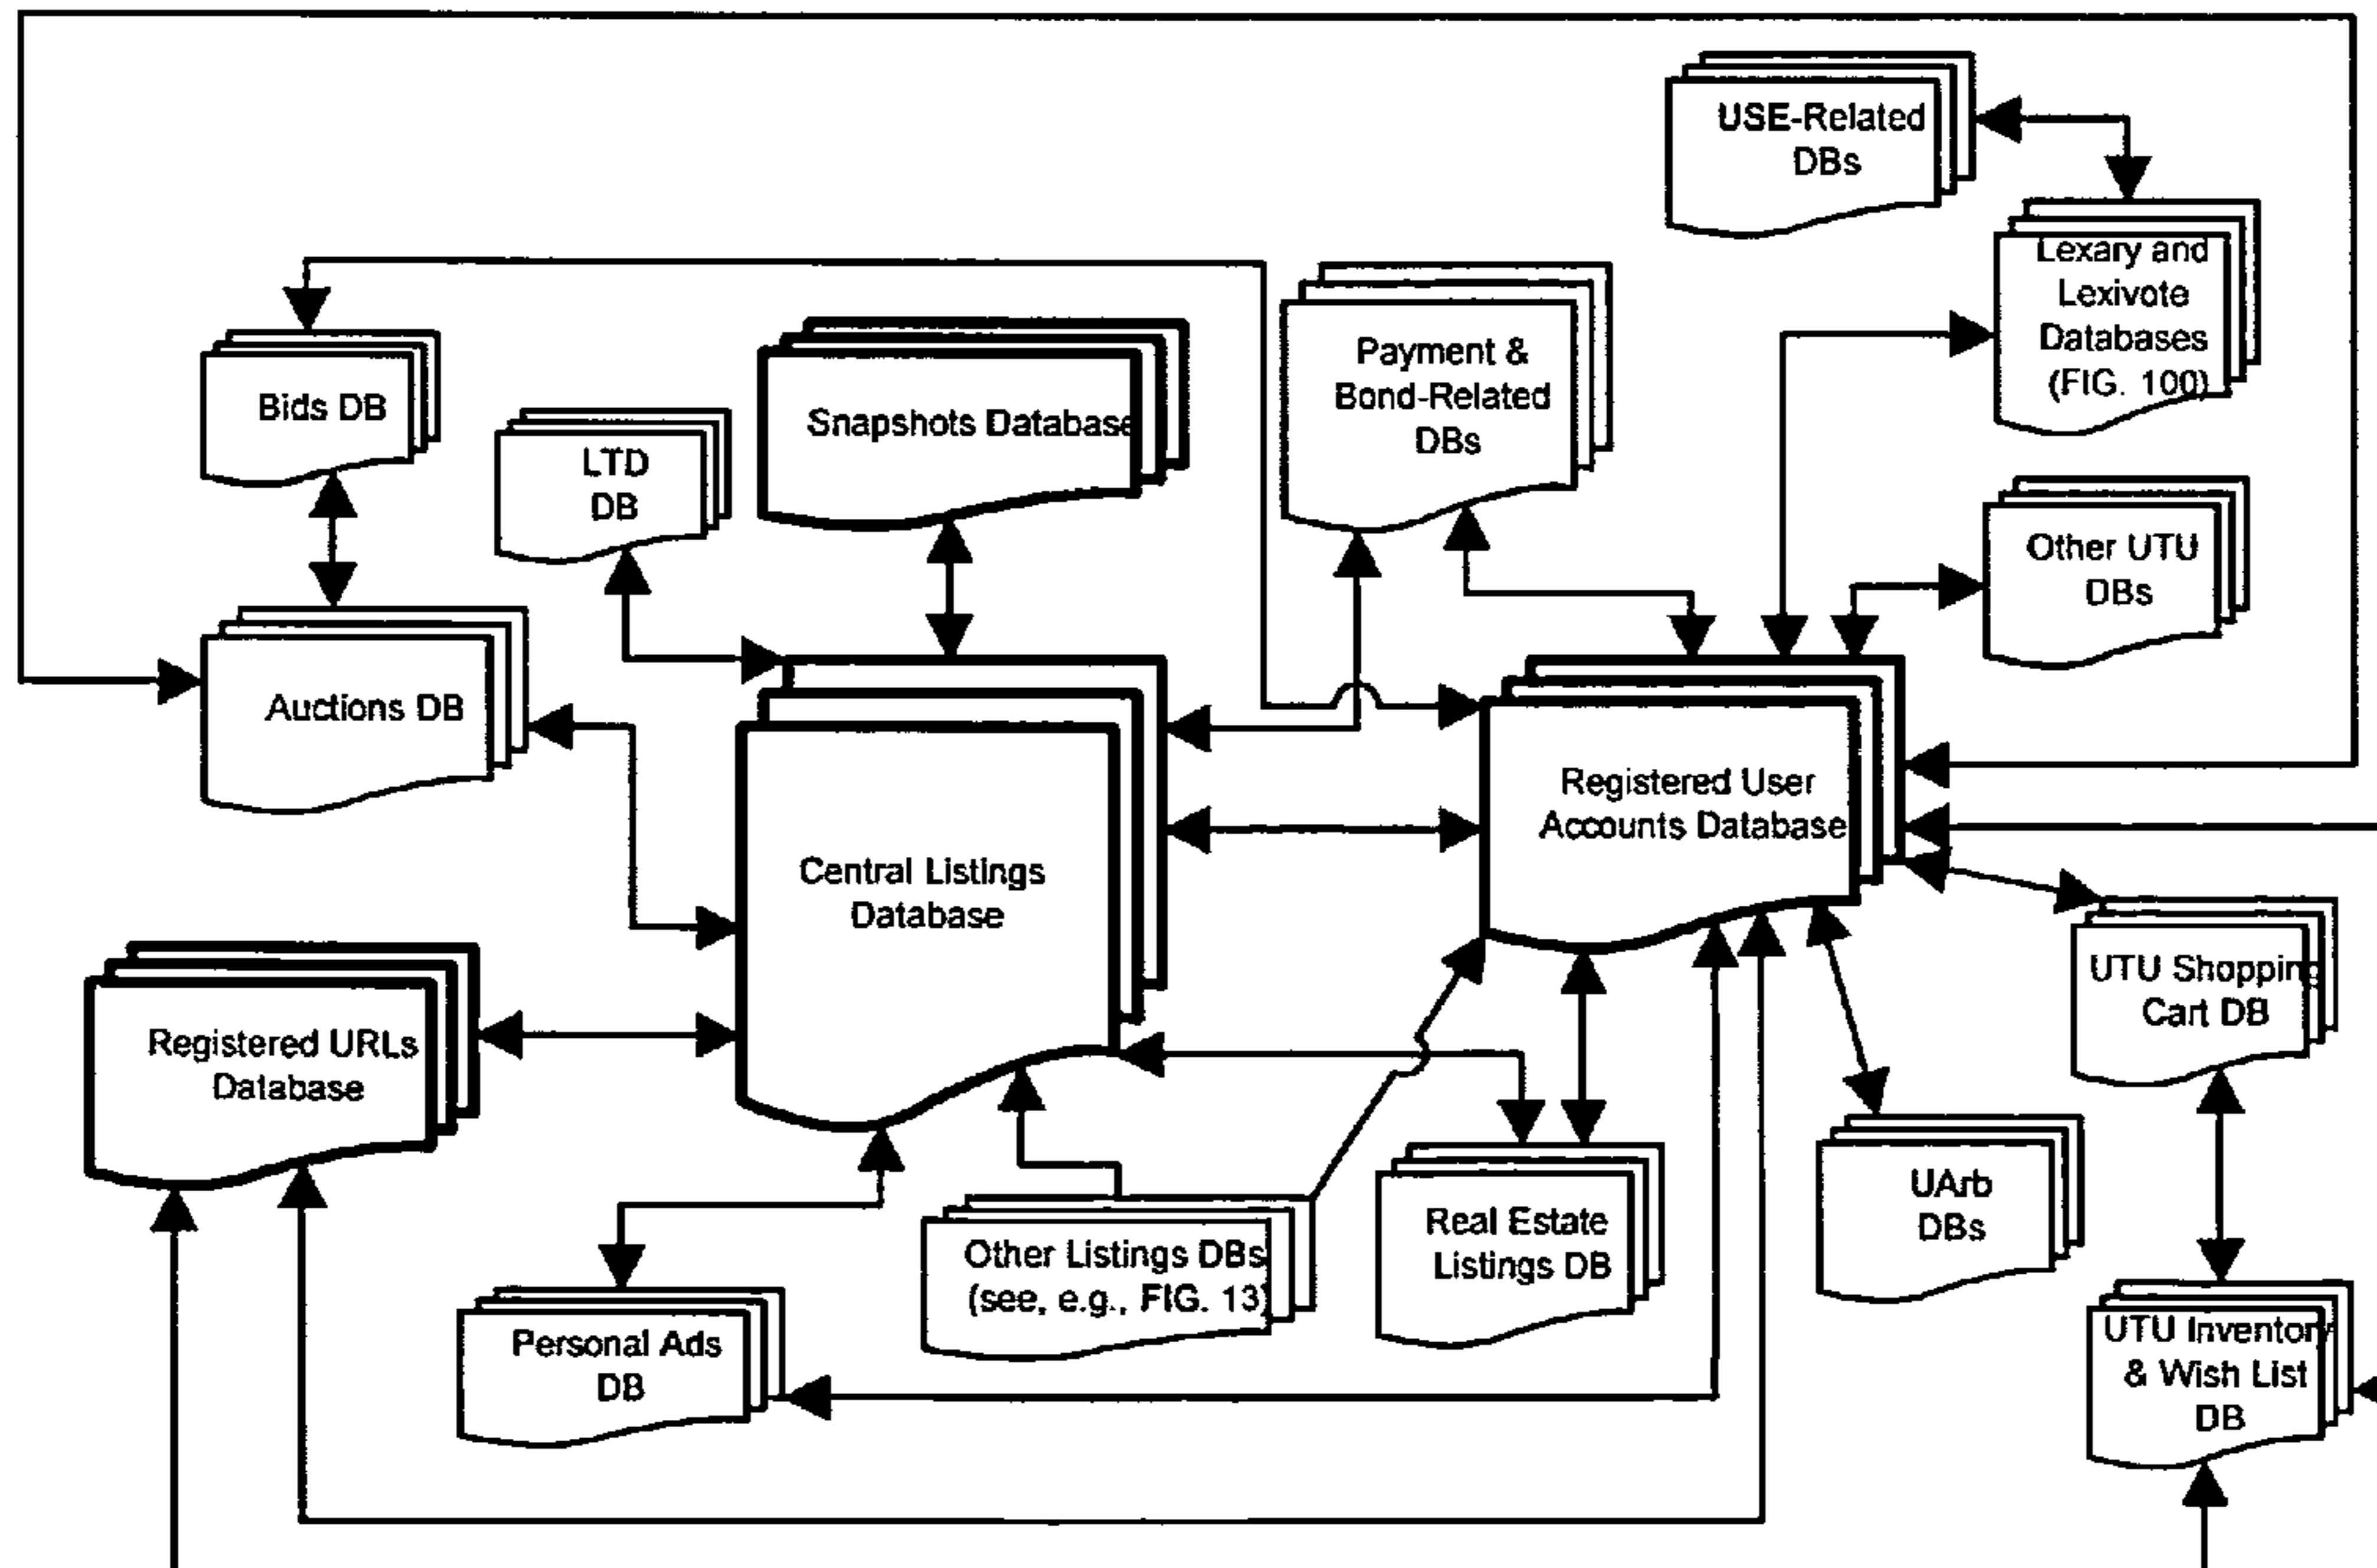 USE-Related
DBs
Lexary and
Lexivote
Databases
(FIG. 100)
Bids DB
LTD
DB
Snapshots Database
Payment &
Bond-Related
DBs
Other UTU
DBs
Auctions DB
Registered User
Accounts Database
Central Listings
Database
UTU Shopping
Cart DB
Registered URLs
Database
UArb
DBs
Real Estate
Listings DB
Other Listings DBs
(see, e.g., FIG. 13)
Personal Ads
DB
UTU Inventory
& Wish List
DB